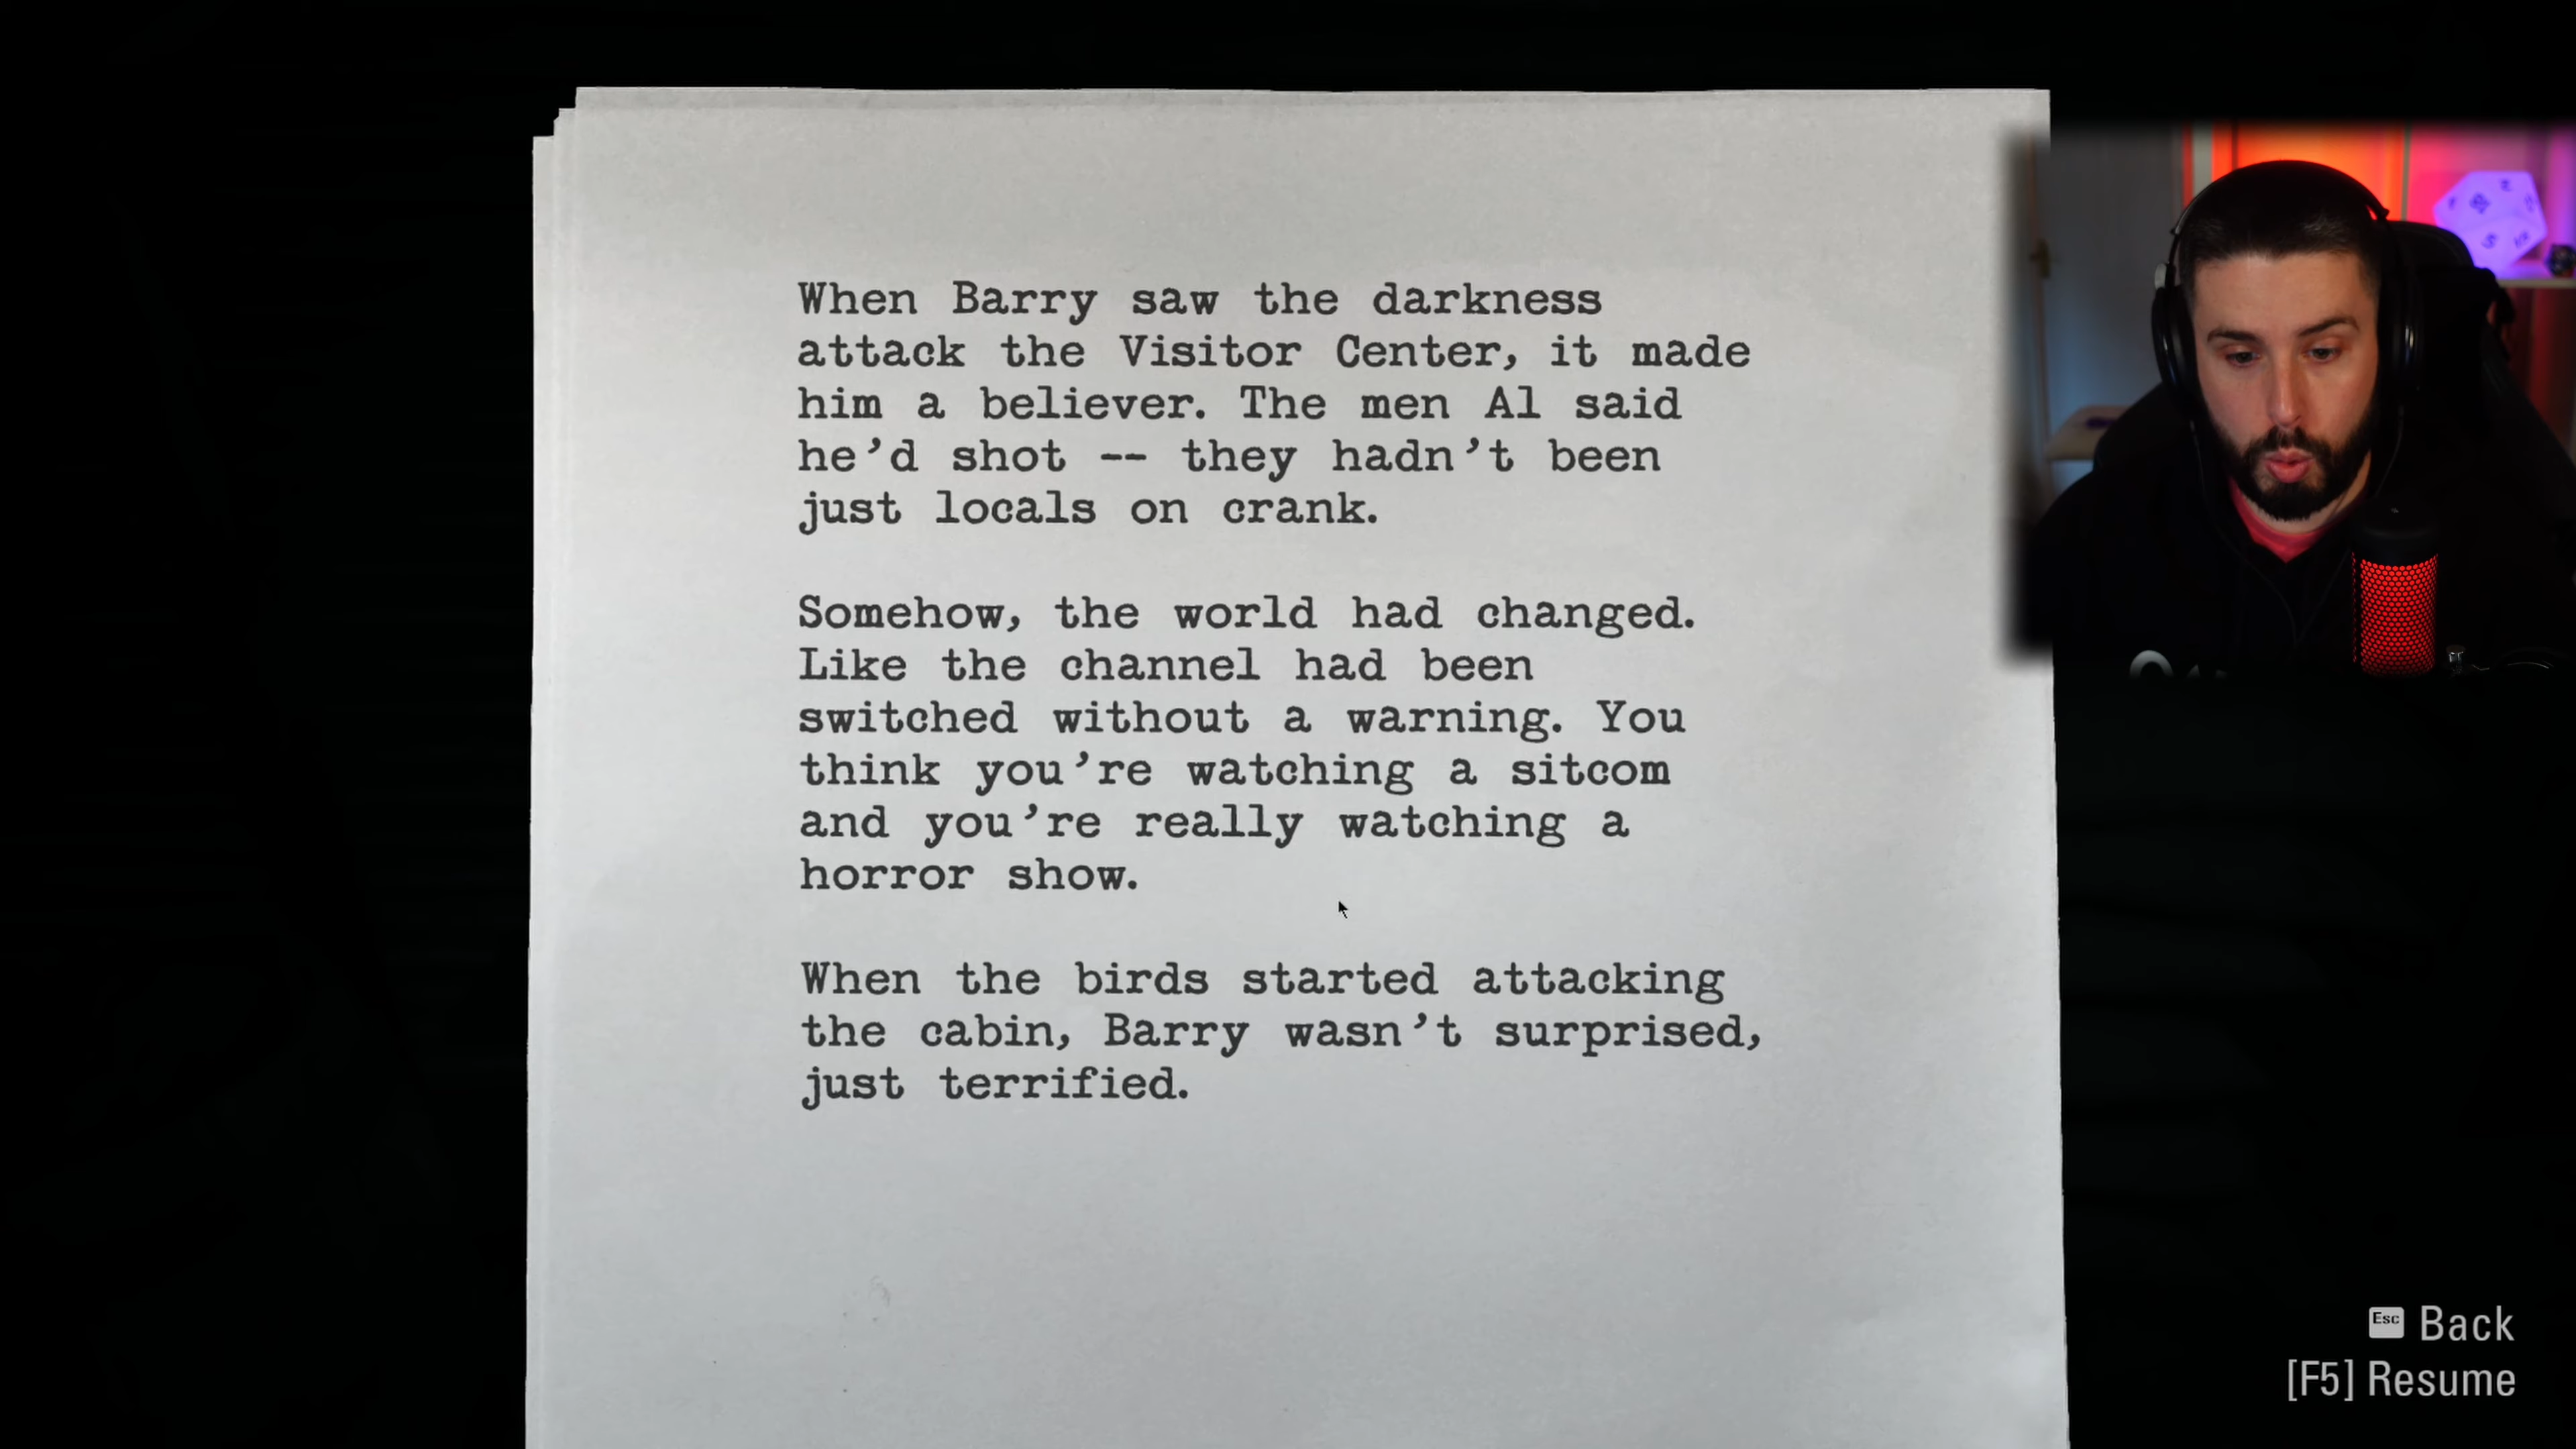 When Barry saw the darkness
attack the Visitor Center, it made
him a believer. The men Al said
he’d shot -- they hadn’t been
just locals on crank.
Somehow, the world had changed.
Like the channel had been
switched without a warning. You
think you’re watching a sitcom
and you’re really watching a
horror show.
When the birds started attacking
the cabin, Barry wasn’t surprised,
just terrified.
Esc Back
[F5] Resume